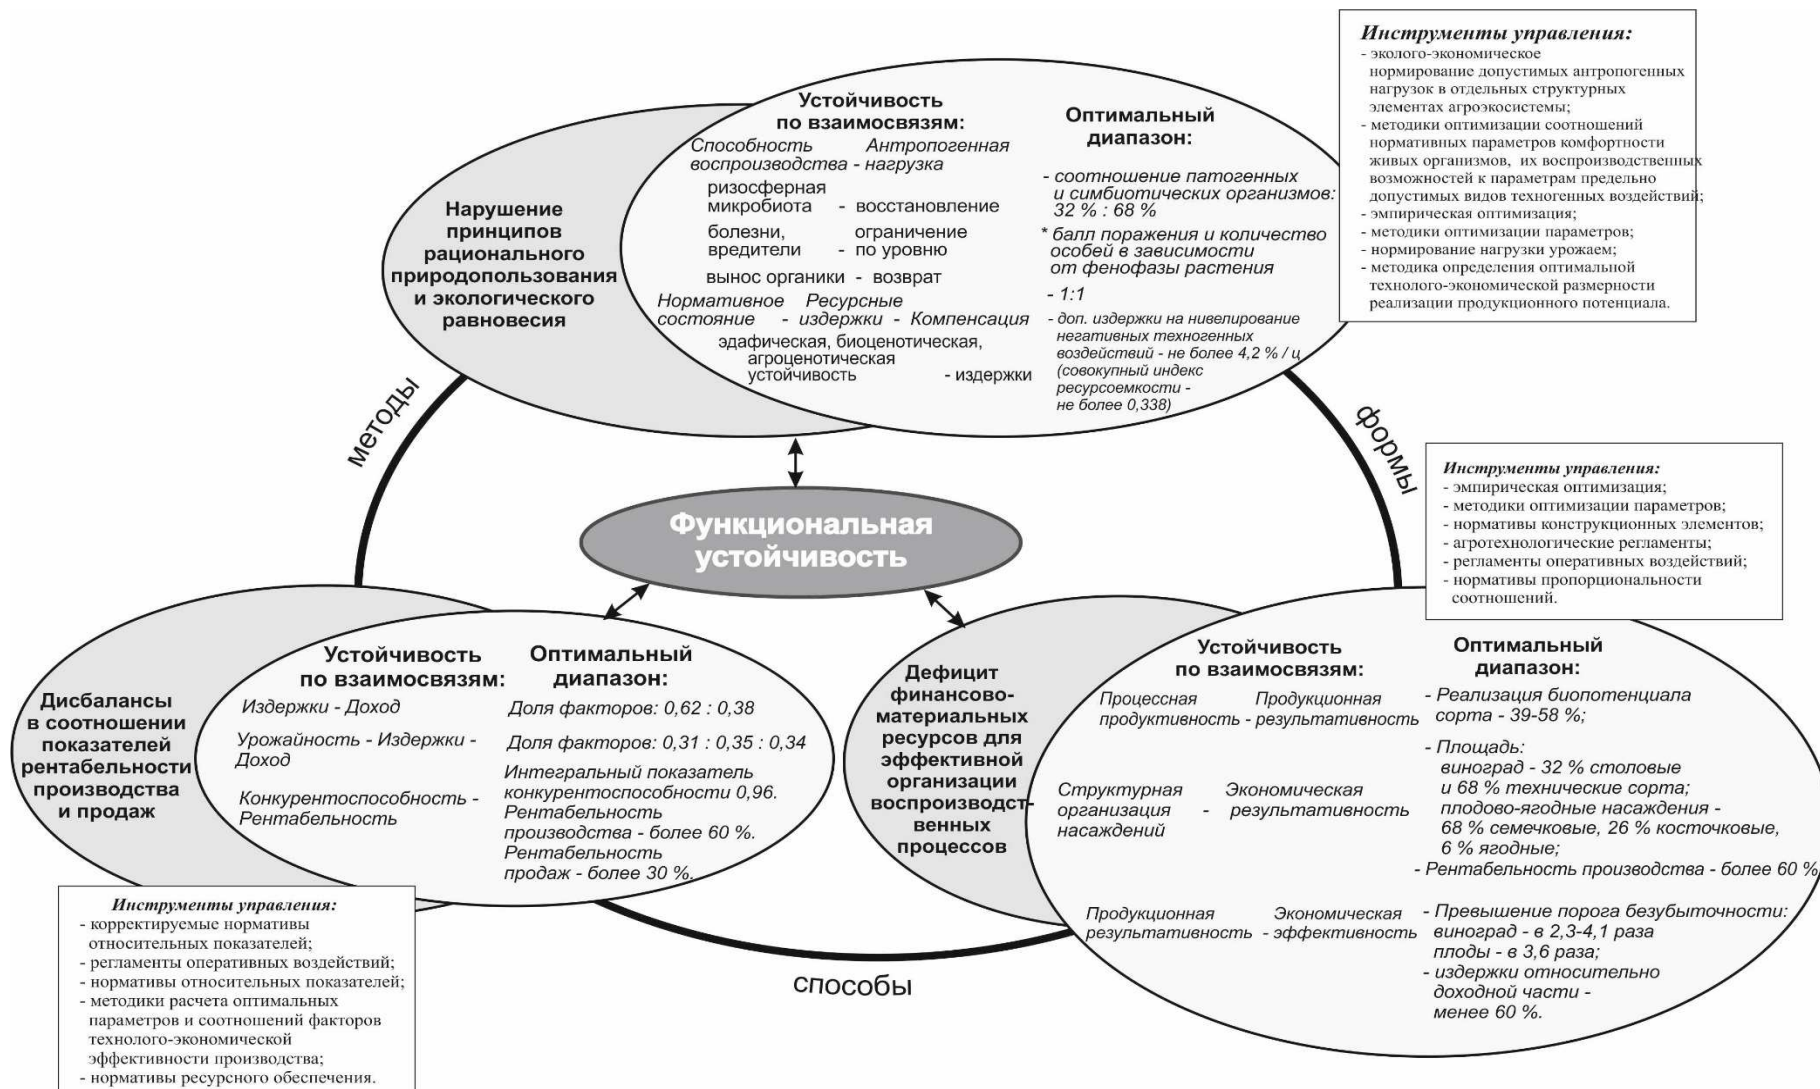 Инструменты управления:
- эколого-экономическое
нормирование допустимых антропогенных
нагрузок в отдельных структурных
элементах агроэкосистемы;
- методики оптимизации соотношений
нормативных параметров комфортности
живых организмов, их воспроизводственных
возможностей к параметрам предельно
допустимых видов техногенных воздействий;
- эмпирическая оптимизация;
- методики оптимизации параметров;
- нормирование нагрузки урожаем;
- методика определения оптимальной
технолого-экономической размерности
реализации продукционного потенциала.
Нарушение
принципов
рационального
природопользования
и экологического
равновесия
Устойчивость
по взаимосвязям:
Способность Антропогенная
воспроизводства - нагрузка
ризосферная
микробиота - восстановление
болезни, ограничение
вредители - по уровню
вынос органики - возврат
Нормативное Ресурсные
состояние - издержки - Компенсация
эдафическая, биоценотическая,
агроценотическая
устойчивость - издержки
Оптимальный
диапазон:
- соотношение патогенных
и симбиотических организмов:
32 % : 68 %
* балл поражения и количество
особей в зависимости
от фенофазы растения
- 1:1
- доп. издержки на нивелирование
негативных техногенных
воздействий - не более 4,2 % / ц
(совокупный индекс
ресурсоемкости -
не более 0,338)
методы
формы
способы
Функциональная
устойчивость
Инструменты управления:
- эмпирическая оптимизация;
- методики оптимизации параметров;
- нормативы конструкционных элементов;
- агротехнологические регламенты;
- регламенты оперативных воздействий;
- нормативы пропорциональности
соотношений.
Дисбалансы
в соотношении
показателей
рентабельности
производства
и продаж
Устойчивость
по взаимосвязям:
Издержки - Доход
Урожайность - Издержки -
Доход
Конкурентоспособность -
Рентабельность
Оптимальный
диапазон:
Доля факторов: 0,62 : 0,38
Доля факторов: 0,31 : 0,35 : 0,34
Интегральный показатель
конкурентоспособности 0,96.
Рентабельность
производства - более 60 %.
Рентабельность
продаж - более 30 %.
Инструменты управления:
- корректируемые нормативы
относительных показателей;
- регламенты оперативных воздействий;
- нормативы относительных показателей;
- методики расчета оптимальных
параметров и соотношений факторов
технолого-экономической
эффективности производства;
- нормативы ресурсного обеспечения.
Дефицит
финансово-
материальных
ресурсов для
эффективной
организации
воспроизводст-
венных
процессов
Устойчивость
по взаимосвязям:
Процессная Продукционная
продуктивность - результативность
Структурная Экономическая
организация - результативность
насаждений
Продукционная Экономическая
результативность - эффективность
Оптимальный
диапазон:
- Реализация биопотенциала
сорта - 39-58 %;
- Площадь:
виноград - 32 % столовые
и 68 % технические сорта;
плодово-ягодные насаждения -
68 % семечковые, 26 % косточковые,
6 % ягодные;
- Рентабельность производства - более 60 %
- Превышение порога безубыточности:
виноград - в 2,3-4,1 раза
плоды - в 3,6 раза;
- издержки относительно
доходной части -
менее 60 %.